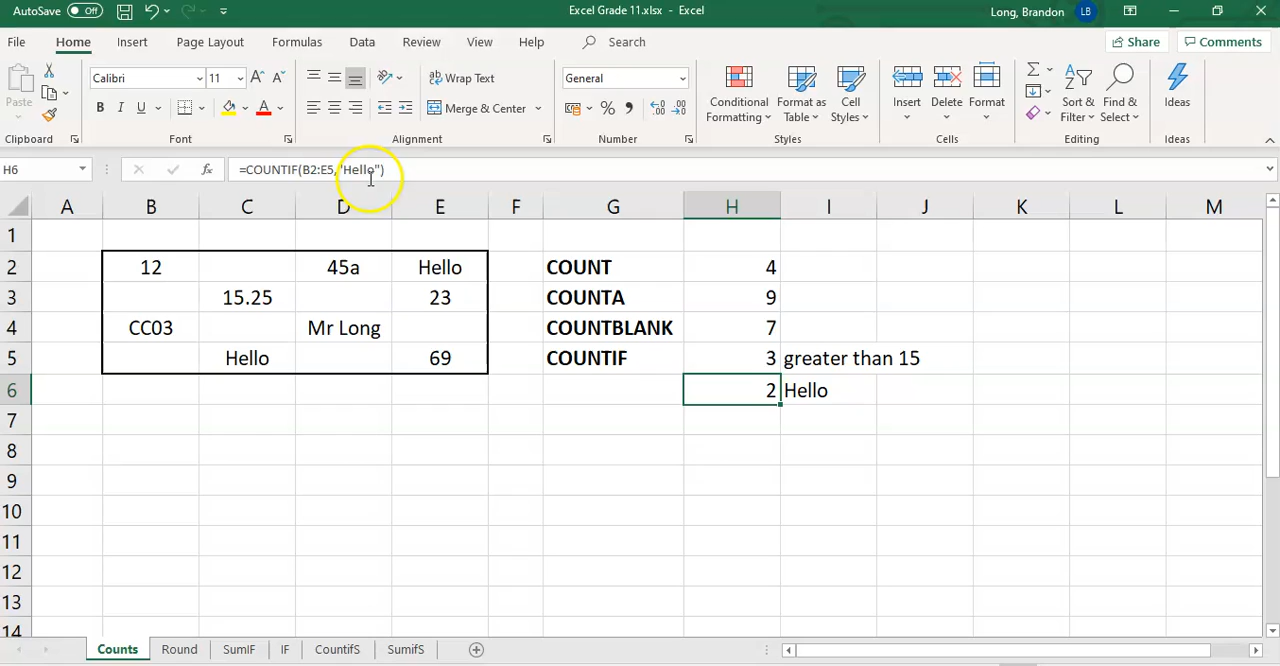 AutoSave Off Excel Grade 11.xlsx - Excel Long, Brandon LB
File Home Insert Page Layout Formulas Data Review View Help Search Share Comments
Paste
Calibri 11 A A
B I U A
Clipboard
Font
ab Wrap Text
Merge & Center
Alignment
General
% ,
Number
Conditional Formatting
Format as Table
Cell Styles
Styles
Insert Delete Format
Cells
Sort & Filter
Find & Select
Editing
Ideas
Ideas
H6 fx =COUNTIF(B2:E5,"Hello")
A B C D E F G H I J K L M
1
2 12 45a Hello COUNT 4
3 15.25 23 COUNTA 9
4 CC03 Mr Long COUNTBLANK 7
5 Hello 69 COUNTIF 3 greater than 15
6 2 Hello
7
8
9
10
11
12
13
14
Counts Round SumIF IF CountifS SumifS